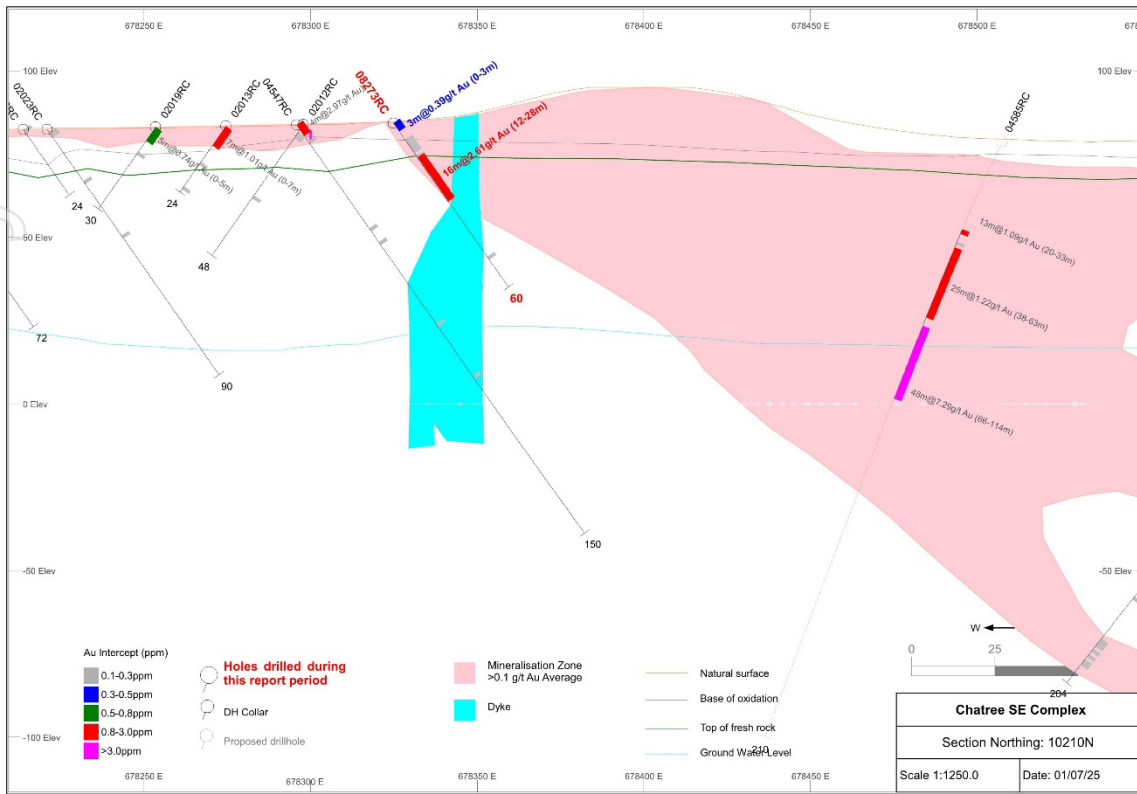 678250 E
678300 E
678350 E
678400 E
678450 E
678500 E
100 Elev
100 Elev
02023RC
02019RC
02013RC
04547RC
02012RC
08273RC
04585RC
4m@2.97g/t Au
3m@0.39g/t Au (0-3m)
16m@2.61g/t Au (12-28m)
5m@0.74g/t Au (0-5m)
7m@1.01g/t Au (0-7m)
24
30
24
48
50 Elev
50 Elev
60
72
90
13m@1.09g/t Au (20-33m)
25m@1.22g/t Au (38-63m)
48m@7.29g/t Au (66-114m)
0 Elev
0 Elev
150
-50 Elev
-50 Elev
W
0
25
204
210
Au Intercept (ppm)
0.1-0.3ppm
0.3-0.5ppm
0.5-0.8ppm
0.8-3.0ppm
>3.0ppm
Holes drilled during
this report period
DH Collar
Proposed drillhole
Mineralisation Zone
>0.1 g/t Au Average
Dyke
Natural surface
Base of oxidation
Top of fresh rock
Ground Water Level
-100 Elev
Chatree SE Complex
Section Northing: 10210N
Scale 1:1250.0
Date: 01/07/25
678250 E
678300 E
678350 E
678400 E
678450 E
678500 E